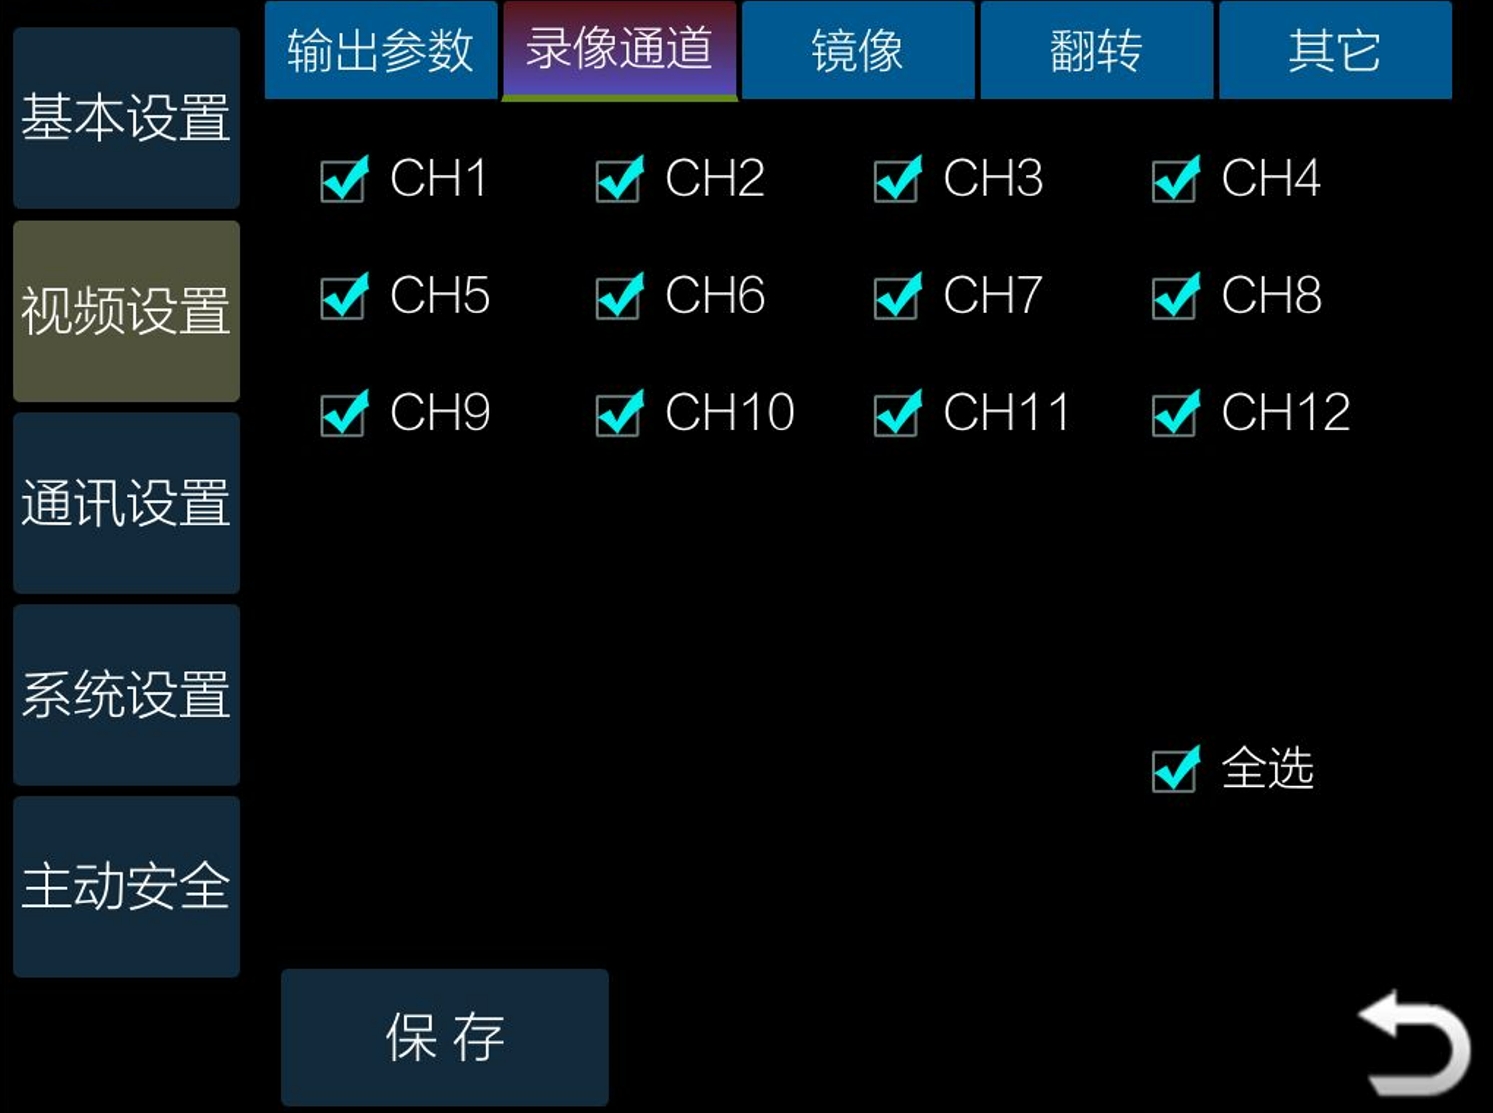 输出参数 录像通道 镜像 翻转 其它
基本设置
视频设置
通讯设置
系统设置
主动安全
CH1 CH2 CH3 CH4
CH5 CH6 CH7 CH8
CH9 CH10 CH11 CH12
全选
保存